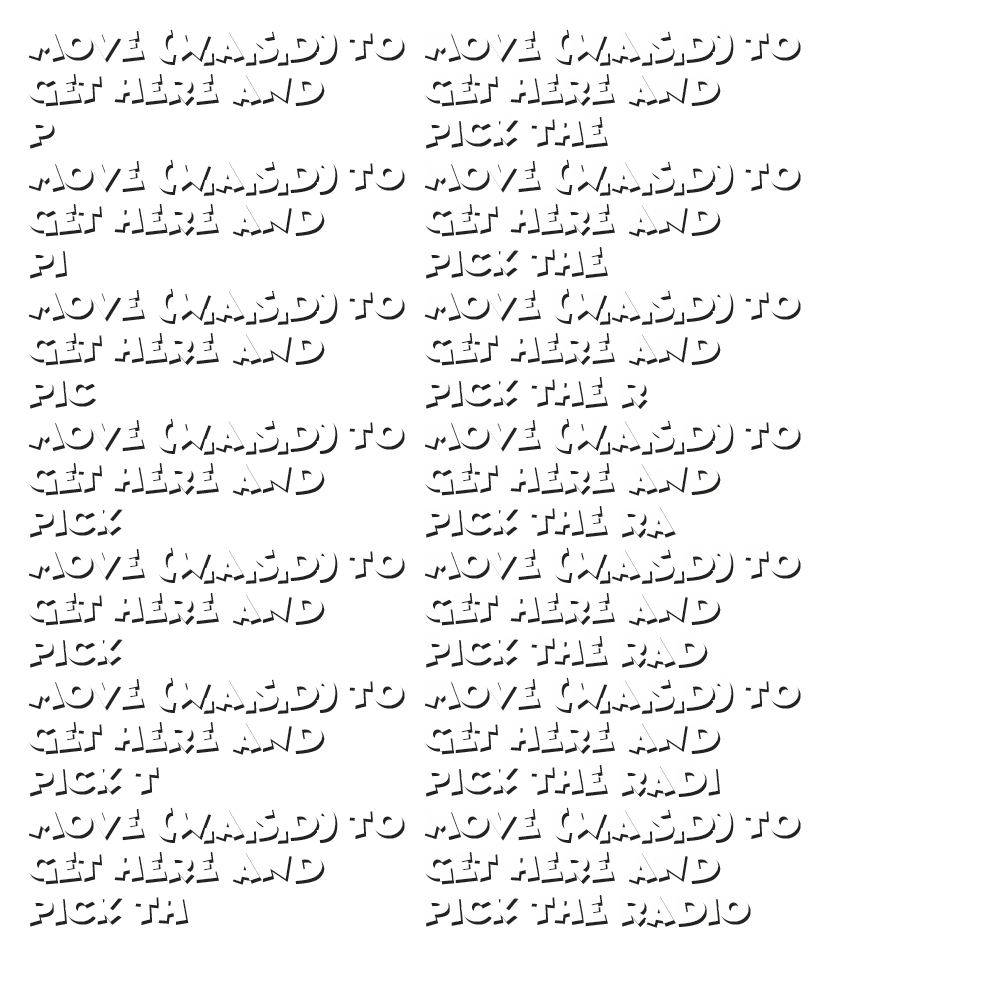 MOVE (W,A,S,D) TO
GET HERE AND
P
MOVE (W,A,S,D) TO
GET HERE AND
PI
MOVE (W,A,S,D) TO
GET HERE AND
PIC
MOVE (W,A,S,D) TO
GET HERE AND
PICK
MOVE (W,A,S,D) TO
GET HERE AND
PICK
MOVE (W,A,S,D) TO
GET HERE AND
PICK T
MOVE (W,A,S,D) TO
GET HERE AND
PICK TH
MOVE (W,A,S,D) TO
GET HERE AND
PICK THE
MOVE (W,A,S,D) TO
GET HERE AND
PICK THE
MOVE (W,A,S,D) TO
GET HERE AND
PICK THE R
MOVE (W,A,S,D) TO
GET HERE AND
PICK THE RA
MOVE (W,A,S,D) TO
GET HERE AND
PICK THE RAD
MOVE (W,A,S,D) TO
GET HERE AND
PICK THE RADI
MOVE (W,A,S,D) TO
GET HERE AND
PICK THE RADIO